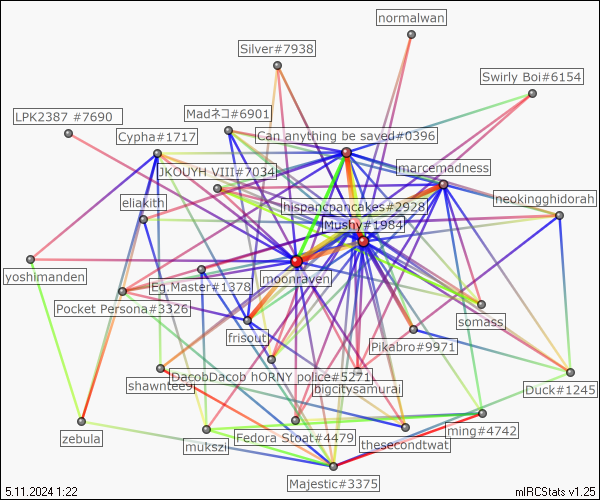 normalwan
Silver#7938
Swirly Boi#6154
LPK2387 #7690
Madネコ#6901
Cypha#1717
Can anything be saved#0396
marcemadness
JKOUYH VIII#7034
eliakith
hispancpancakes#2928
neokingghidorah
Mushy#1984
yoshmanden
Eg.Master#1378
moonraven
Pocket Persona#3326
somass
frisout
Pikabro#9971
shawntees
DacobDacob hORNY police#5271
bigcitysamurai
Duck#1245
zebula
mukszi
Fedora Stoat#4479
thesecondtwat
ming#4742
Majestic#3375
5.11.2024 1:22
mIRCStats v1.25